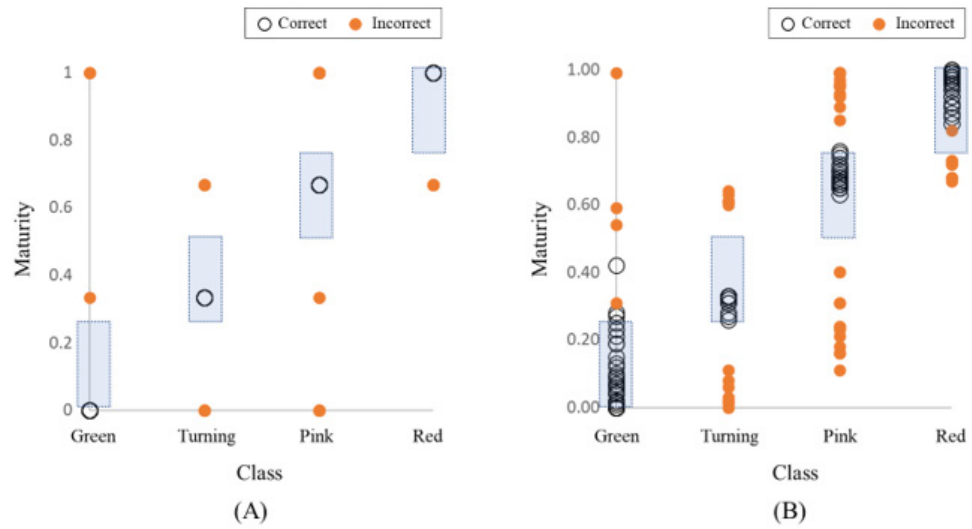 Correct Incorrect
Maturity
1
0.8
0.6
0.4
0.2
0
Green Turning Pink Red
Class
(A)
Correct Incorrect
Maturity
1.00
0.80
0.60
0.40
0.20
0.00
Green Turning Pink Red
Class
(B)